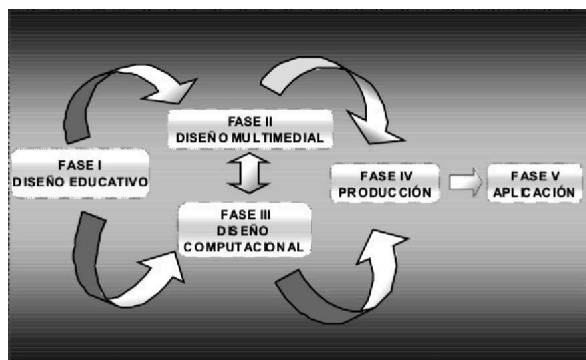 FASE I
DISEÑO EDUCATIVO
FASE II
DISEÑO MULTIMEDIAL
FASE III
DISEÑO
COMPUTACIONAL
FASE IV
PRODUCCIÓN
FASE V
APLICACIÓN